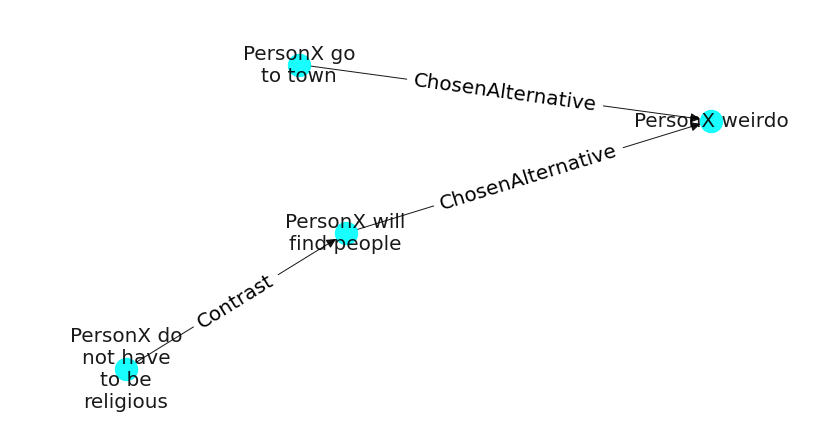 PersonX go
to town
ChosenAlternative
PersonX weirdo
ChosenAlternative
PersonX will
find people
Contrast
PersonX do
not have
to be
religious